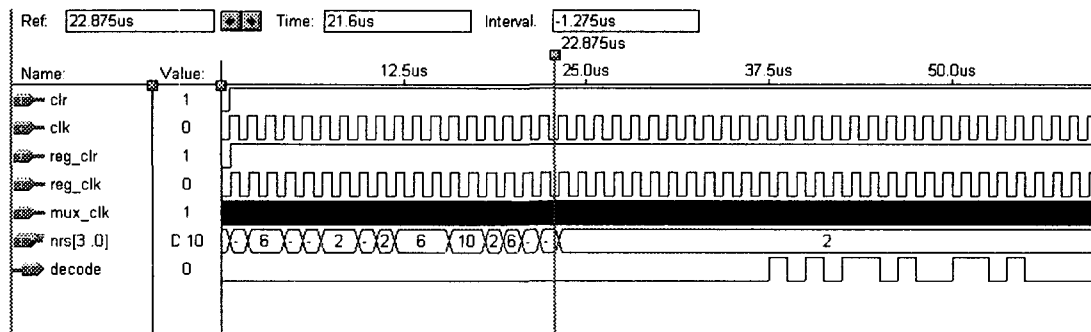 Ref: 22.875us Time: 21.6us Interval: -1.275us
22.875us
Name: Value: 12.5us 25.0us 37.5us 50.0us
clr 1
clk 0
reg_clr 1
reg_clk 0
mux_clk 1
nrs[3..0] D 10 - 6 - - 2 - 2 6 10 2 6 - - 2
decode 0